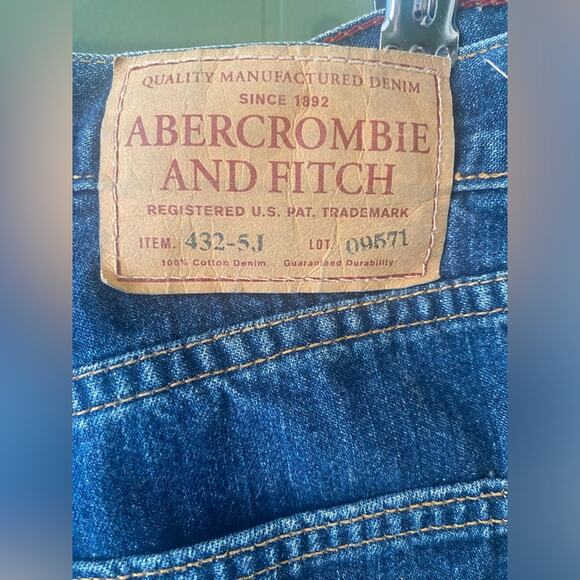 QUALITY MANUFACTURED DENIM
SINCE 1892
ABERCROMBIE
AND FITCH
REGISTERED U.S. PAT. TRADEMARK
ITEM. 432-5J LOT. 09571
100% Cotton Denim Guaranteed Durability